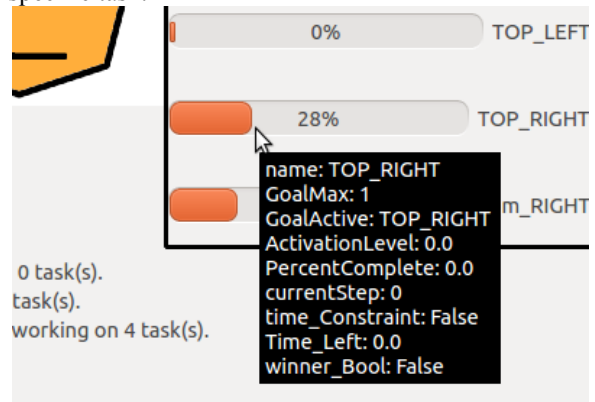 0% TOP_LEFT
28% TOP_RIGHT
name: TOP_RIGHT
GoalMax: 1
m_RIGHT
GoalActive: TOP_RIGHT
ActivationLevel: 0.0
PercentComplete: 0.0
0 task(s).
currentStep: 0
task(s).
time_Constraint: False
working on 4 task(s).
Time_Left: 0.0
winner_Bool: False